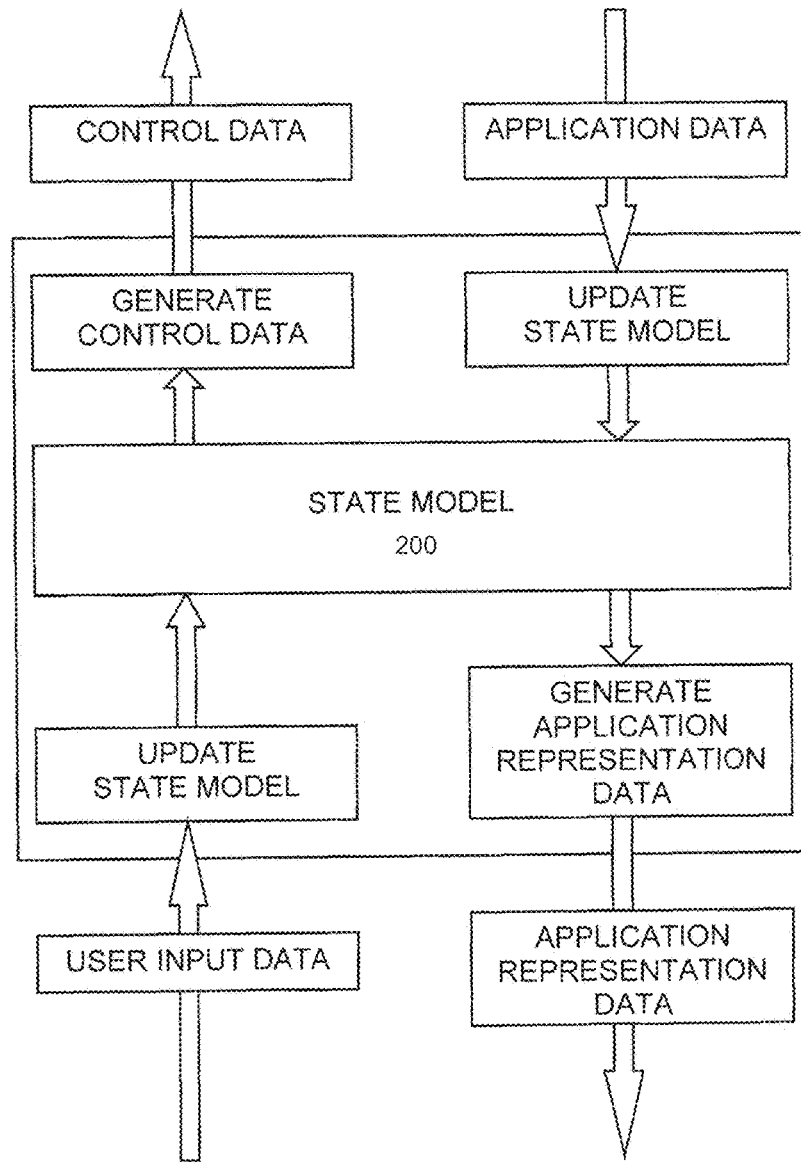 CONTROL DATA
APPLICATION DATA
GENERATE
CONTROL DATA
UPDATE
STATE MODEL
STATE MODEL
200
UPDATE
STATE MODEL
GENERATE
APPLICATION
REPRESENTATION
DATA
USER INPUT DATA
APPLICATION
REPRESENTATION
DATA